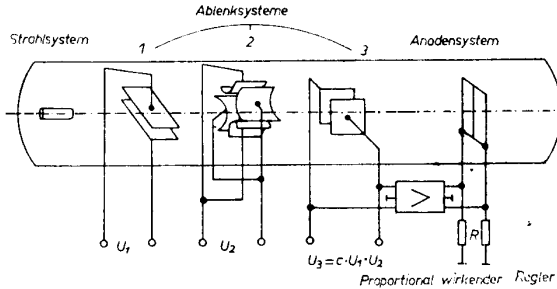 Ablenksysteme
Strahlsystem 1 2 3 Anodensystem
U1 U2 U3 = c·U1·U2 R
Proportional wirkender Regler